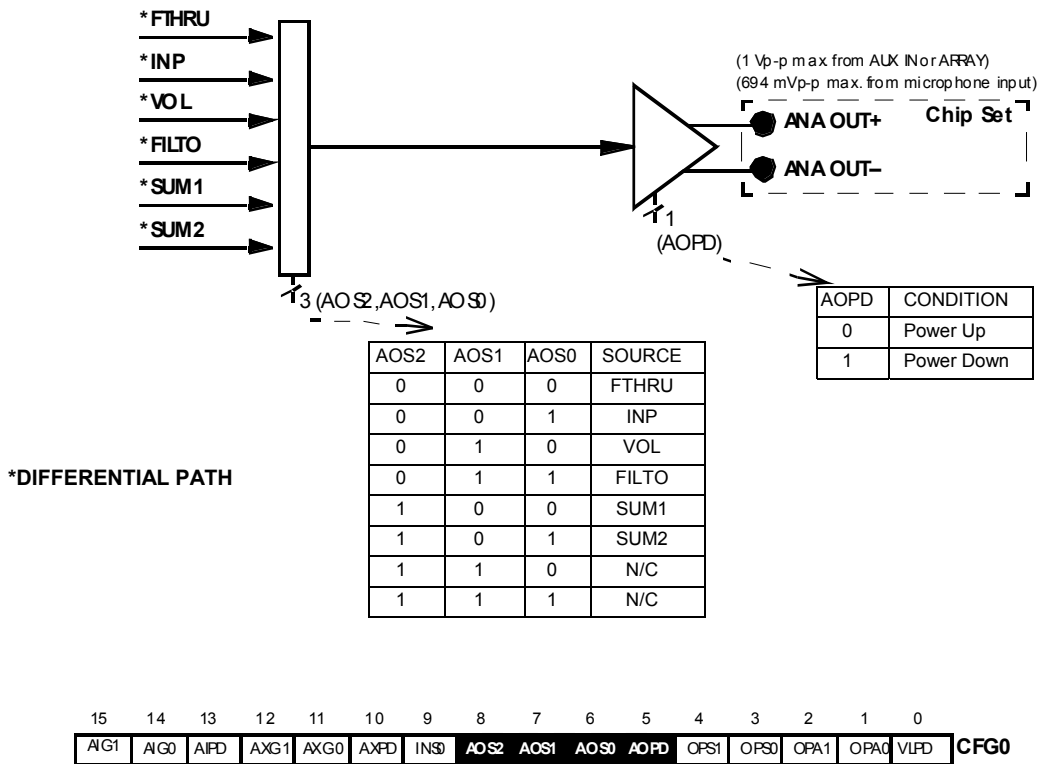 *FTHRU
*INP
*VOL
*FILTO
*SUM1
*SUM2
(1 Vp-p max. from AUX IN or ARRAY)
(694 mVp-p max. from microphone input)
Chip Set
ANA OUT+
ANA OUT–
1
(AOPD)
3 (AOS2,AOS1,AOS0)
AOPD CONDITION
0 Power Up
1 Power Down
AOS2 AOS1 AOS0 SOURCE
0 0 0 FTHRU
0 0 1 INP
0 1 0 VOL
0 1 1 FILTO
1 0 0 SUM1
1 0 1 SUM2
1 1 0 N/C
1 1 1 N/C
*DIFFERENTIAL PATH
15 14 13 12 11 10 9 8 7 6 5 4 3 2 1 0
AIG1 AIG0 AIPD AXG1 AXG0 AXPD INS0 AOS2 AOS1 AOS0 AOPD OPS1 OPS0 OPA1 OPA0 VLPD CFG0